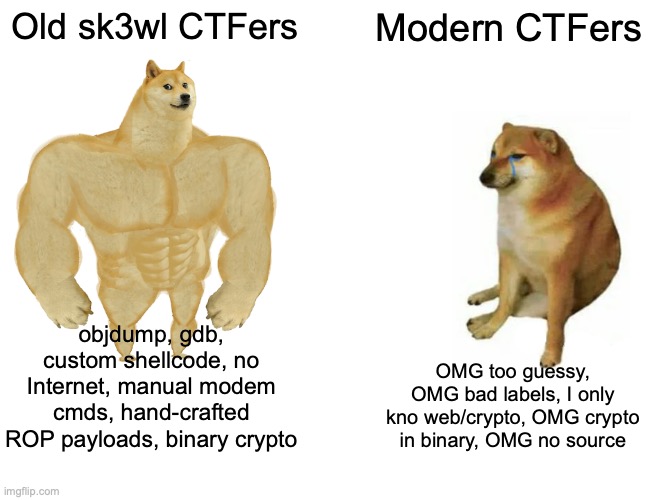 Old sk3wl CTFers
Modern CTFers
objdump, gdb,
custom shellcode, no
Internet, manual modem
cmds, hand-crafted
ROP payloads, binary crypto
OMG too guessy,
OMG bad labels, I only
kno web/crypto, OMG crypto
in binary, OMG no source
imgflip.com